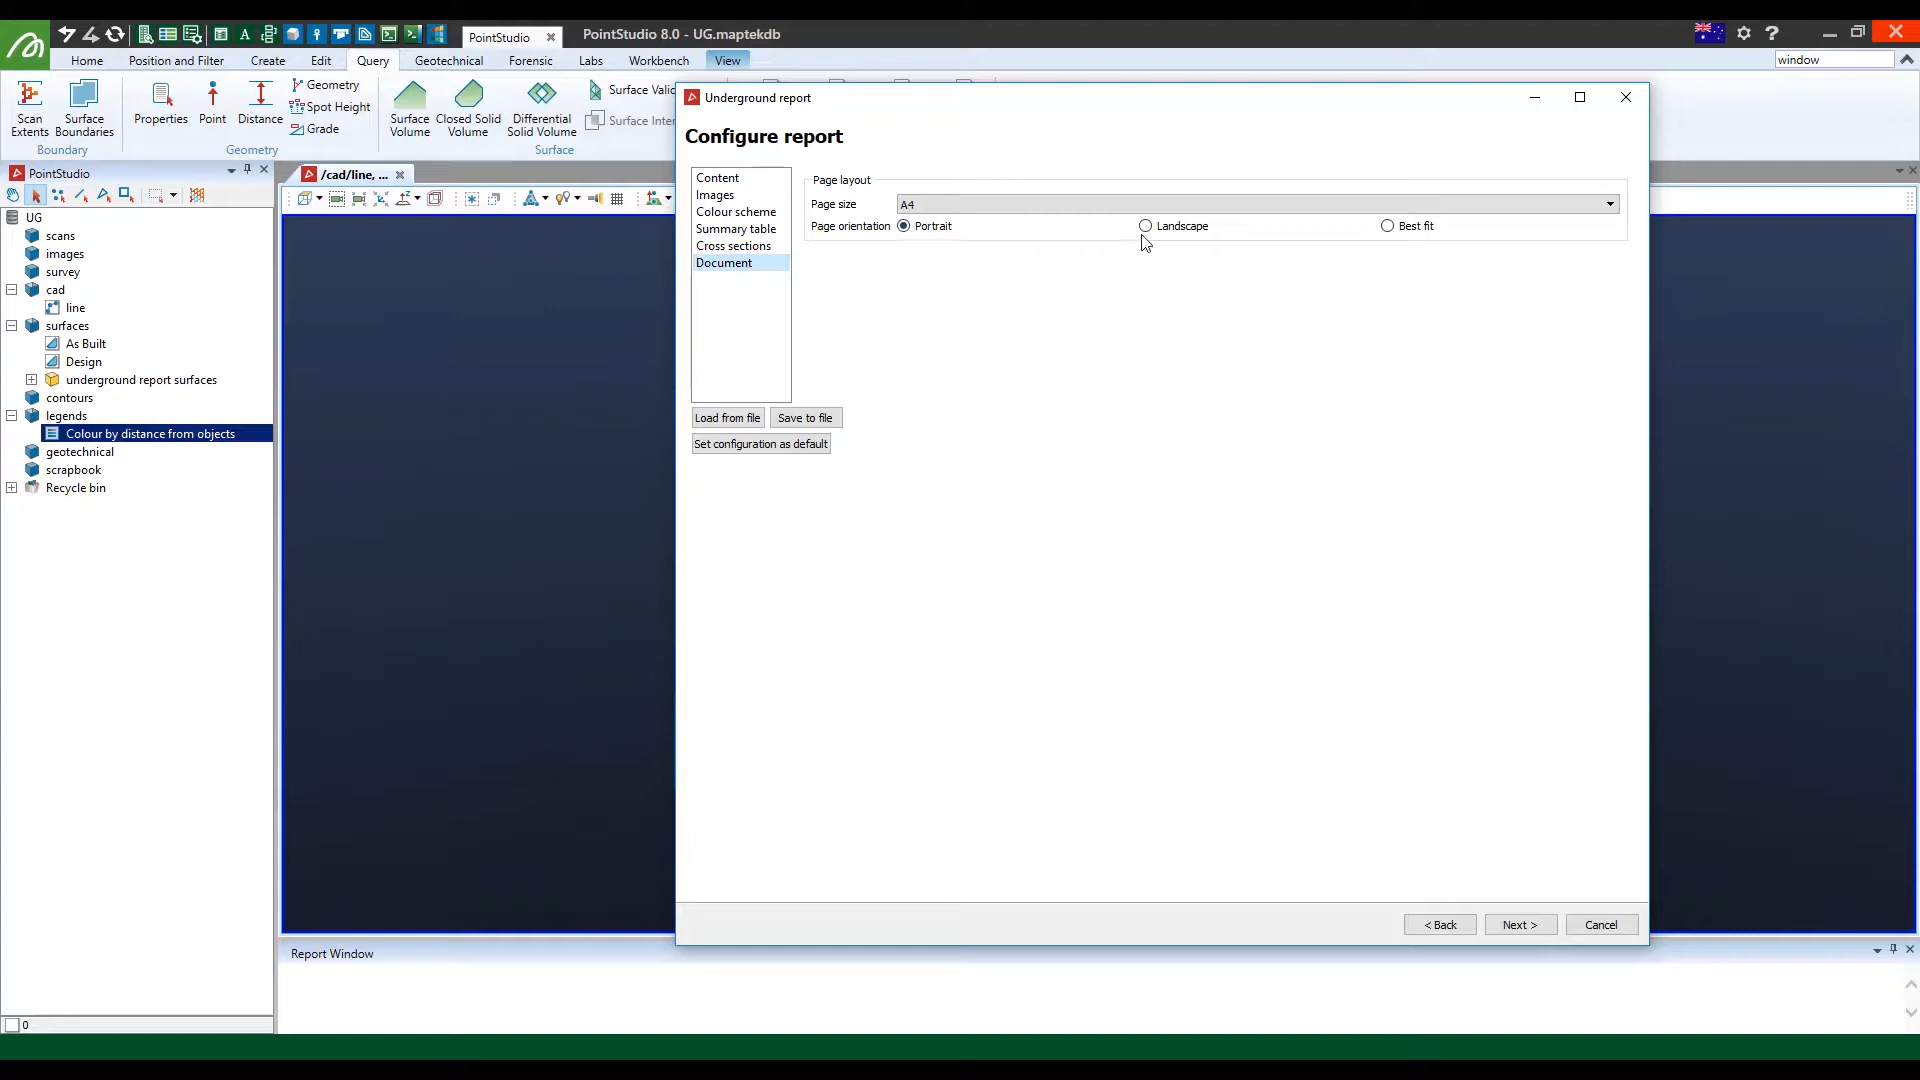 PointStudio
PointStudio 8.0 - UG.maptekdb
Home
Position and Filter
Create
Edit
Query
Geotechnical
Forensic
Labs
Workbench
View
window
Scan Extents
Surface Boundaries
Boundary
Properties
Point
Distance
Geometry
Spot Height
Grade
Geometry
Surface Volume
Closed Solid Volume
Differential Solid Volume
Surface
PointStudio
/cad/line, ...
UG
scans
images
survey
cad
line
surfaces
As Built
Design
underground report surfaces
contours
legends
Colour by distance from objects
geotechnical
scrapbook
Recycle bin
0
Underground report
Configure report
Content
Images
Colour scheme
Summary table
Cross sections
Document
Load from file
Save to file
Set configuration as default
Page layout
Page size
A4
Page orientation
Portrait
Landscape
Best fit
< Back
Next >
Cancel
Report Window